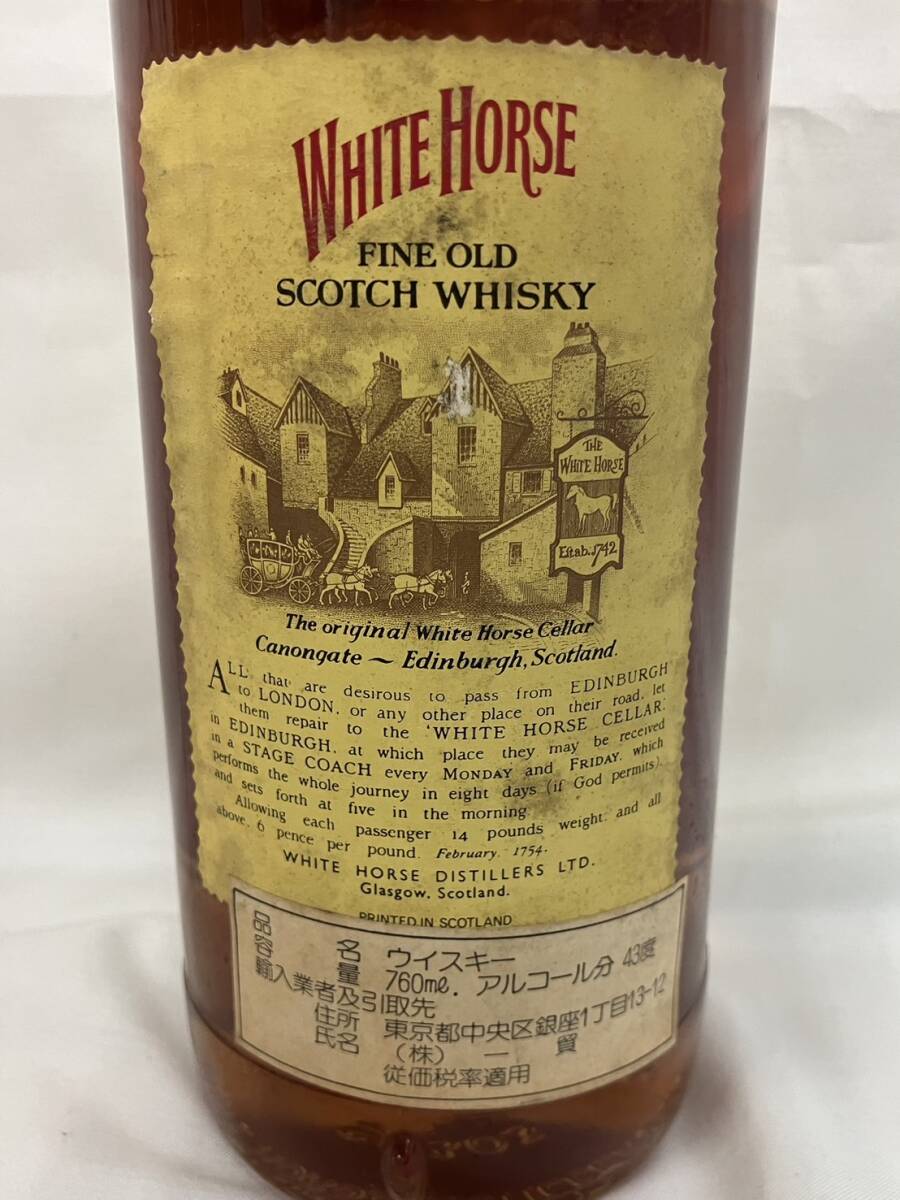 WHITE HORSE
FINE OLD
SCOTCH WHISKY
THE
WHITE HORSE
Estab. 1742
The original White Horse Cellar
Canongate ~ Edinburgh, Scotland.
ALL that are desirous to pass from EDINBURGH
to LONDON, or any other place on their road, let
them repair to the 'WHITE HORSE CELLAR'
in EDINBURGH, at which place they may be received
in a STAGE COACH every MONDAY and FRIDAY, which
performs the whole journey in eight days (if God permits),
and sets forth at five in the morning.
Allowing each passenger 14 pounds weight, and all
above, 6 pence per pound. February, 1754.
WHITE HORSE DISTILLERS LTD.
Glasgow, Scotland.
PRINTED IN SCOTLAND
品名 ウイスキー
容量 760ml. アルコール分 43度
輸入業者及引取先
住所 東京都中央区銀座1丁目13-12
氏名 (株) 一貿
従価税率適用